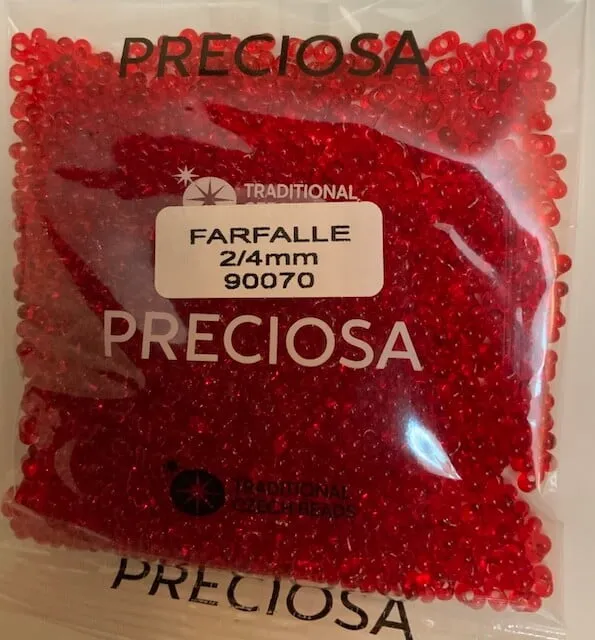 PRECIOSA
TRADITIONAL
FARFALLE
2/4mm
90070
PRECIOSA
TRADITIONAL
CZECH BEADS
PRECIOSA